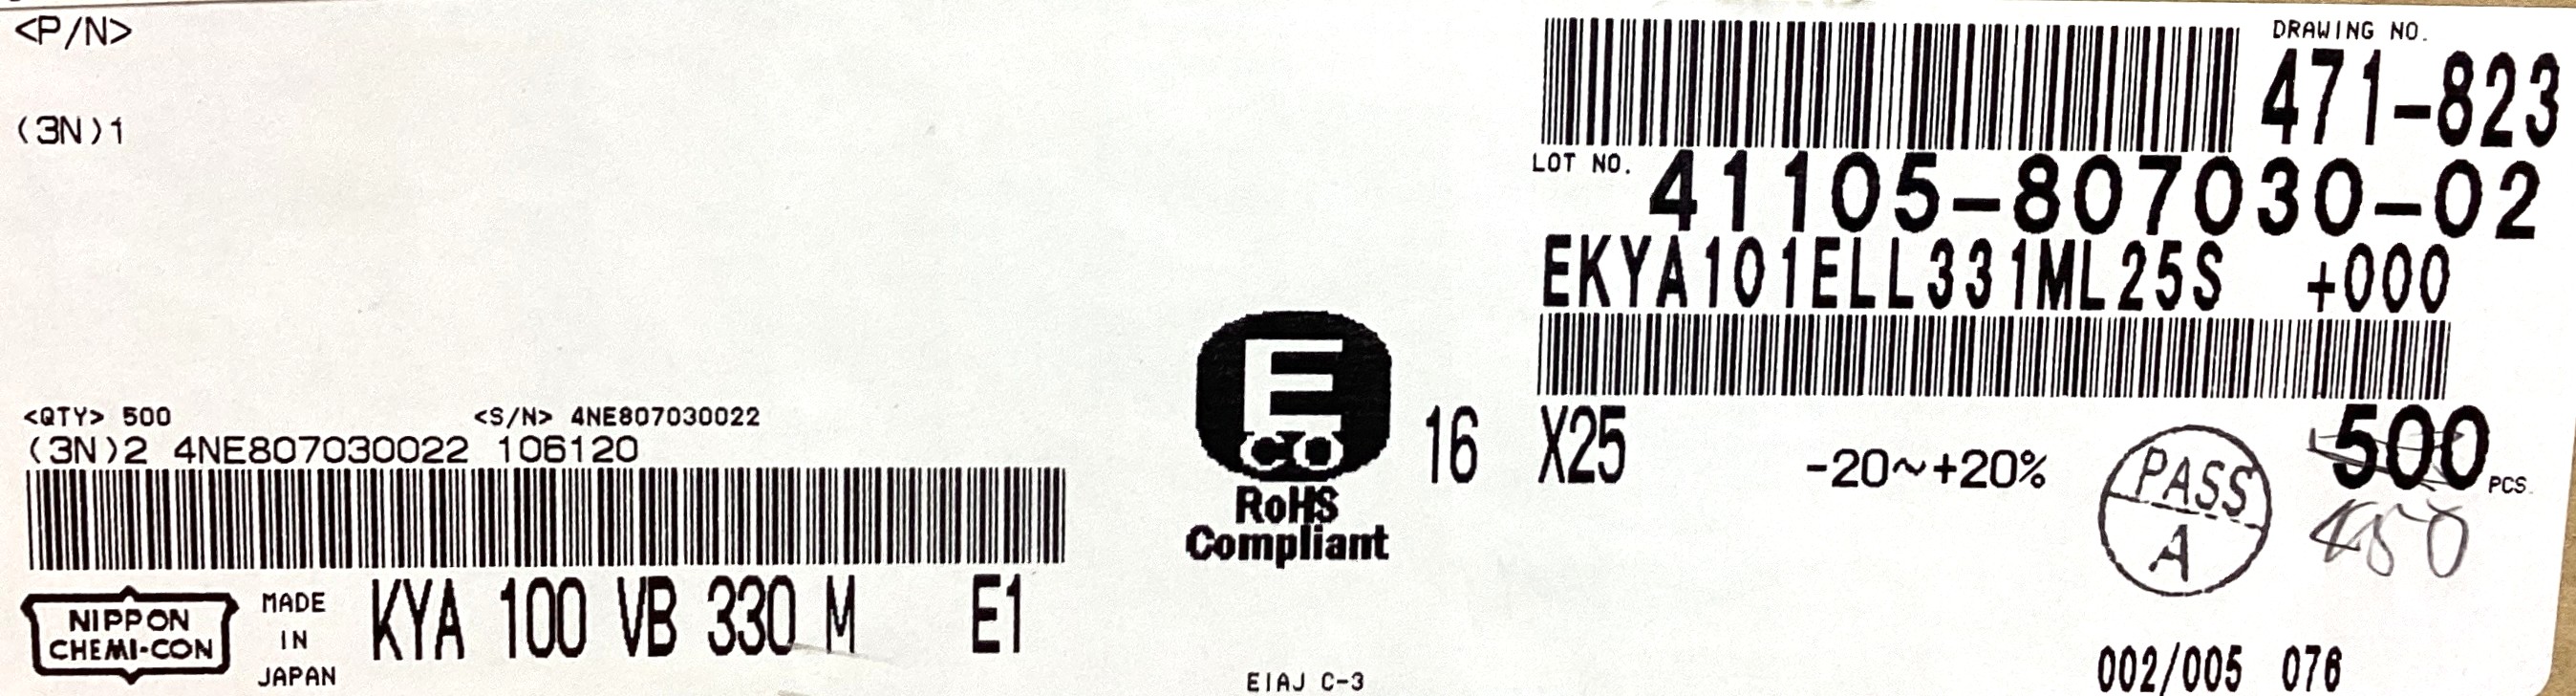 <P/N>
(3N)1
DRAWING NO.
471-823
LOT NO. 41105-807030-02
EKYA101ELL331ML25S +000
<QTY> 500 <S/N> 4NE807030022
(3N)2 4NE807030022 106120
E
CO
RoHS
Compliant
16 X25 -20~+20% 500 PCS.
PASS
A
450
NIPPON
CHEMI-CON
MADE
IN
JAPAN
KYA 100 VB 330 M E1
EIAJ C-3
002/005 076